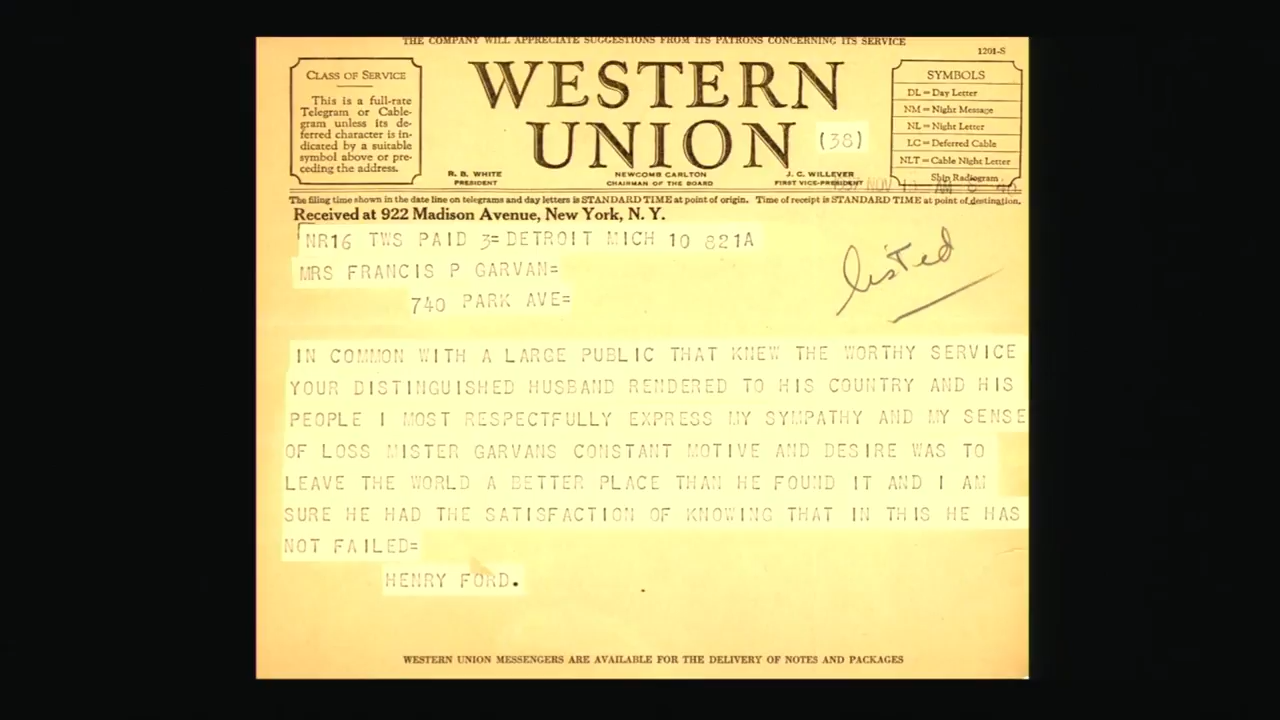 THE COMPANY WILL APPRECIATE SUGGESTIONS FROM ITS PATRONS CONCERNING ITS SERVICE
1201-S
CLASS OF SERVICE
This is a full-rate
Telegram or Cable-
gram unless its de-
ferred character is in-
dicated by a suitable
symbol above or pre-
ceding the address.
WESTERN
UNION
(38)
R. B. WHITE
PRESIDENT
NEWCOMB CARLTON
CHAIRMAN OF THE BOARD
J. C. WILLEVER
FIRST VICE-PRESIDENT
SYMBOLS
DL = Day Letter
NM = Night Message
NL = Night Letter
LC = Deferred Cable
NLT = Cable Night Letter
Ship Radiogram
NOV AM
The filing time shown in the date line on telegrams and day letters is STANDARD TIME at point of origin. Time of receipt is STANDARD TIME at point of destination.
Received at 922 Madison Avenue, New York, N. Y.
NR16 TWS PAID 3=DETROIT MICH 10 821A
MRS FRANCIS P GARVAN=
740 PARK AVE=
listed
IN COMMON WITH A LARGE PUBLIC THAT KNEW THE WORTHY SERVICE
YOUR DISTINGUISHED HUSBAND RENDERED TO HIS COUNTRY AND HIS
PEOPLE I MOST RESPECTFULLY EXPRESS MY SYMPATHY AND MY SENSE
OF LOSS MISTER GARVANS CONSTANT MOTIVE AND DESIRE WAS TO
LEAVE THE WORLD A BETTER PLACE THAN HE FOUND IT AND I AM
SURE HE HAD THE SATISFACTION OF KNOWING THAT IN THIS HE HAS
NOT FAILED=
HENRY FORD.
WESTERN UNION MESSENGERS ARE AVAILABLE FOR THE DELIVERY OF NOTES AND PACKAGES